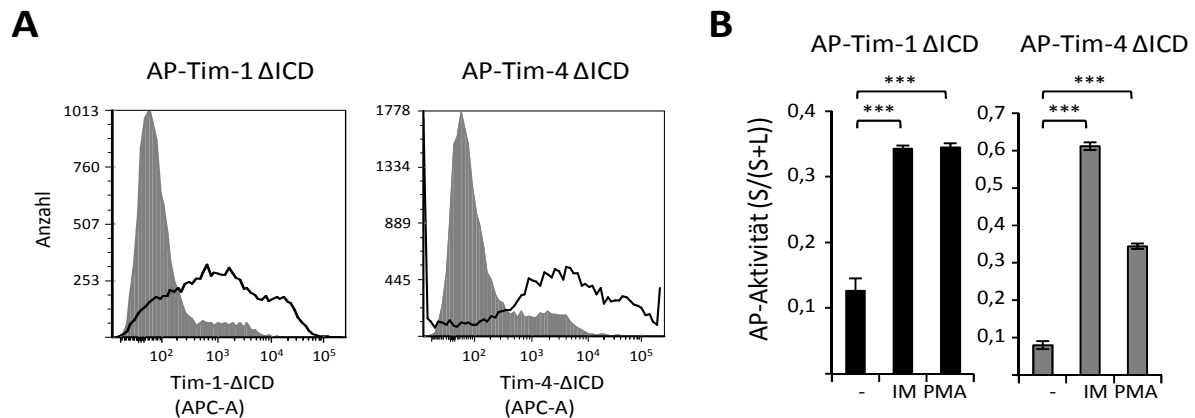 A
AP-Tim-1 ΔICD
AP-Tim-4 ΔICD
Anzahl
1013
760
507
253
10² 10³ 10⁴ 10⁵
Tim-1-ΔICD
(APC-A)
1778
1334
889
445
10² 10³ 10⁴ 10⁵
Tim-4-ΔICD
(APC-A)
B
AP-Tim-1 ΔICD
AP-Tim-4 ΔICD
AP-Aktivität (S/(S+L))
***
***
0,4
0,3
0,2
0,1
- IM PMA
***
***
0,7
0,6
0,5
0,4
0,3
0,2
0,1
- IM PMA